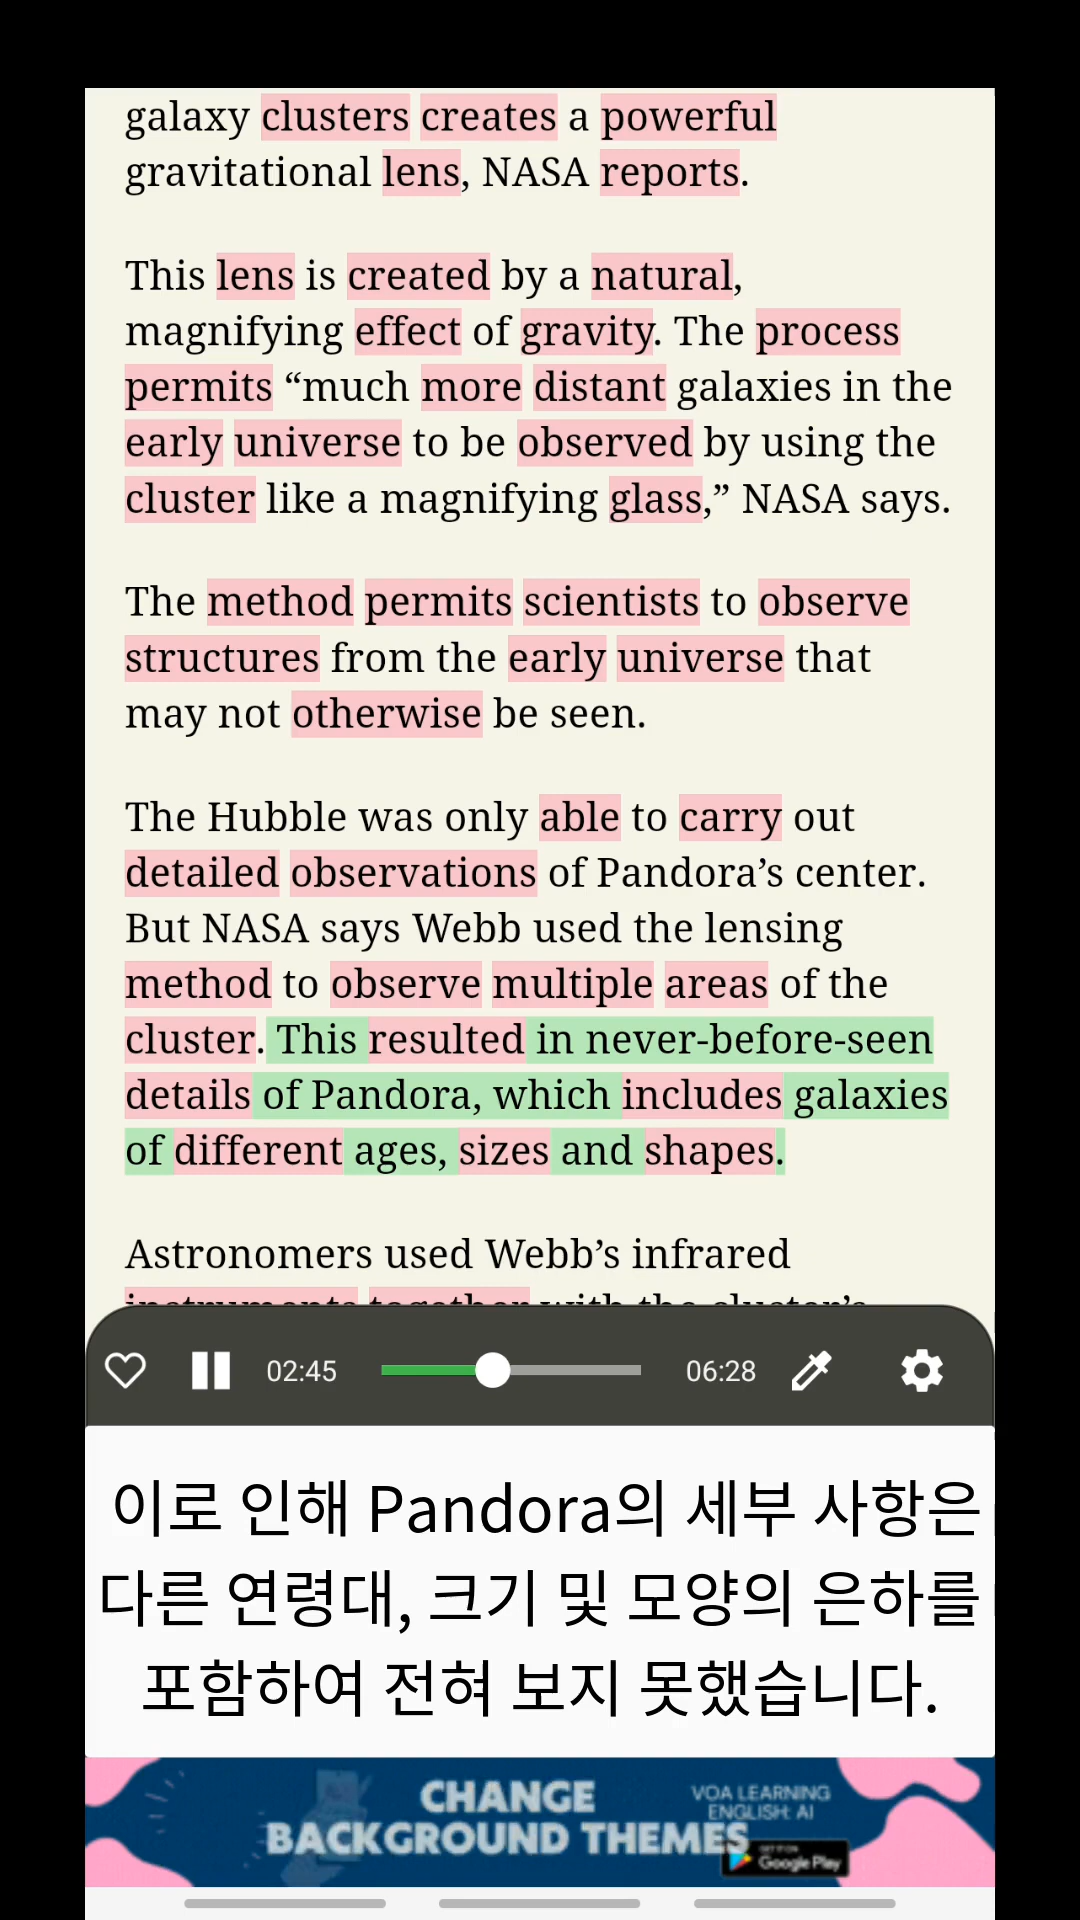 galaxy clusters creates a powerful
gravitational lens, NASA reports.
This lens is created by a natural,
magnifying effect of gravity. The process
permits “much more distant galaxies in the
early universe to be observed by using the
cluster like a magnifying glass,” NASA says.
The method permits scientists to observe
structures from the early universe that
may not otherwise be seen.
The Hubble was only able to carry out
detailed observations of Pandora’s center.
But NASA says Webb used the lensing
method to observe multiple areas of the
cluster. This resulted in never-before-seen
details of Pandora, which includes galaxies
of different ages, sizes and shapes.
Astronomers used Webb’s infrared
instruments together with the cluster’s
02:45 06:28
이로 인해 Pandora의 세부 사항은
다른 연령대, 크기 및 모양의 은하를
포함하여 전혀 보지 못했습니다.
CHANGE
BACKGROUND THEMES
VOA LEARNING
ENGLISH: AI
GET IT ON
Google Play